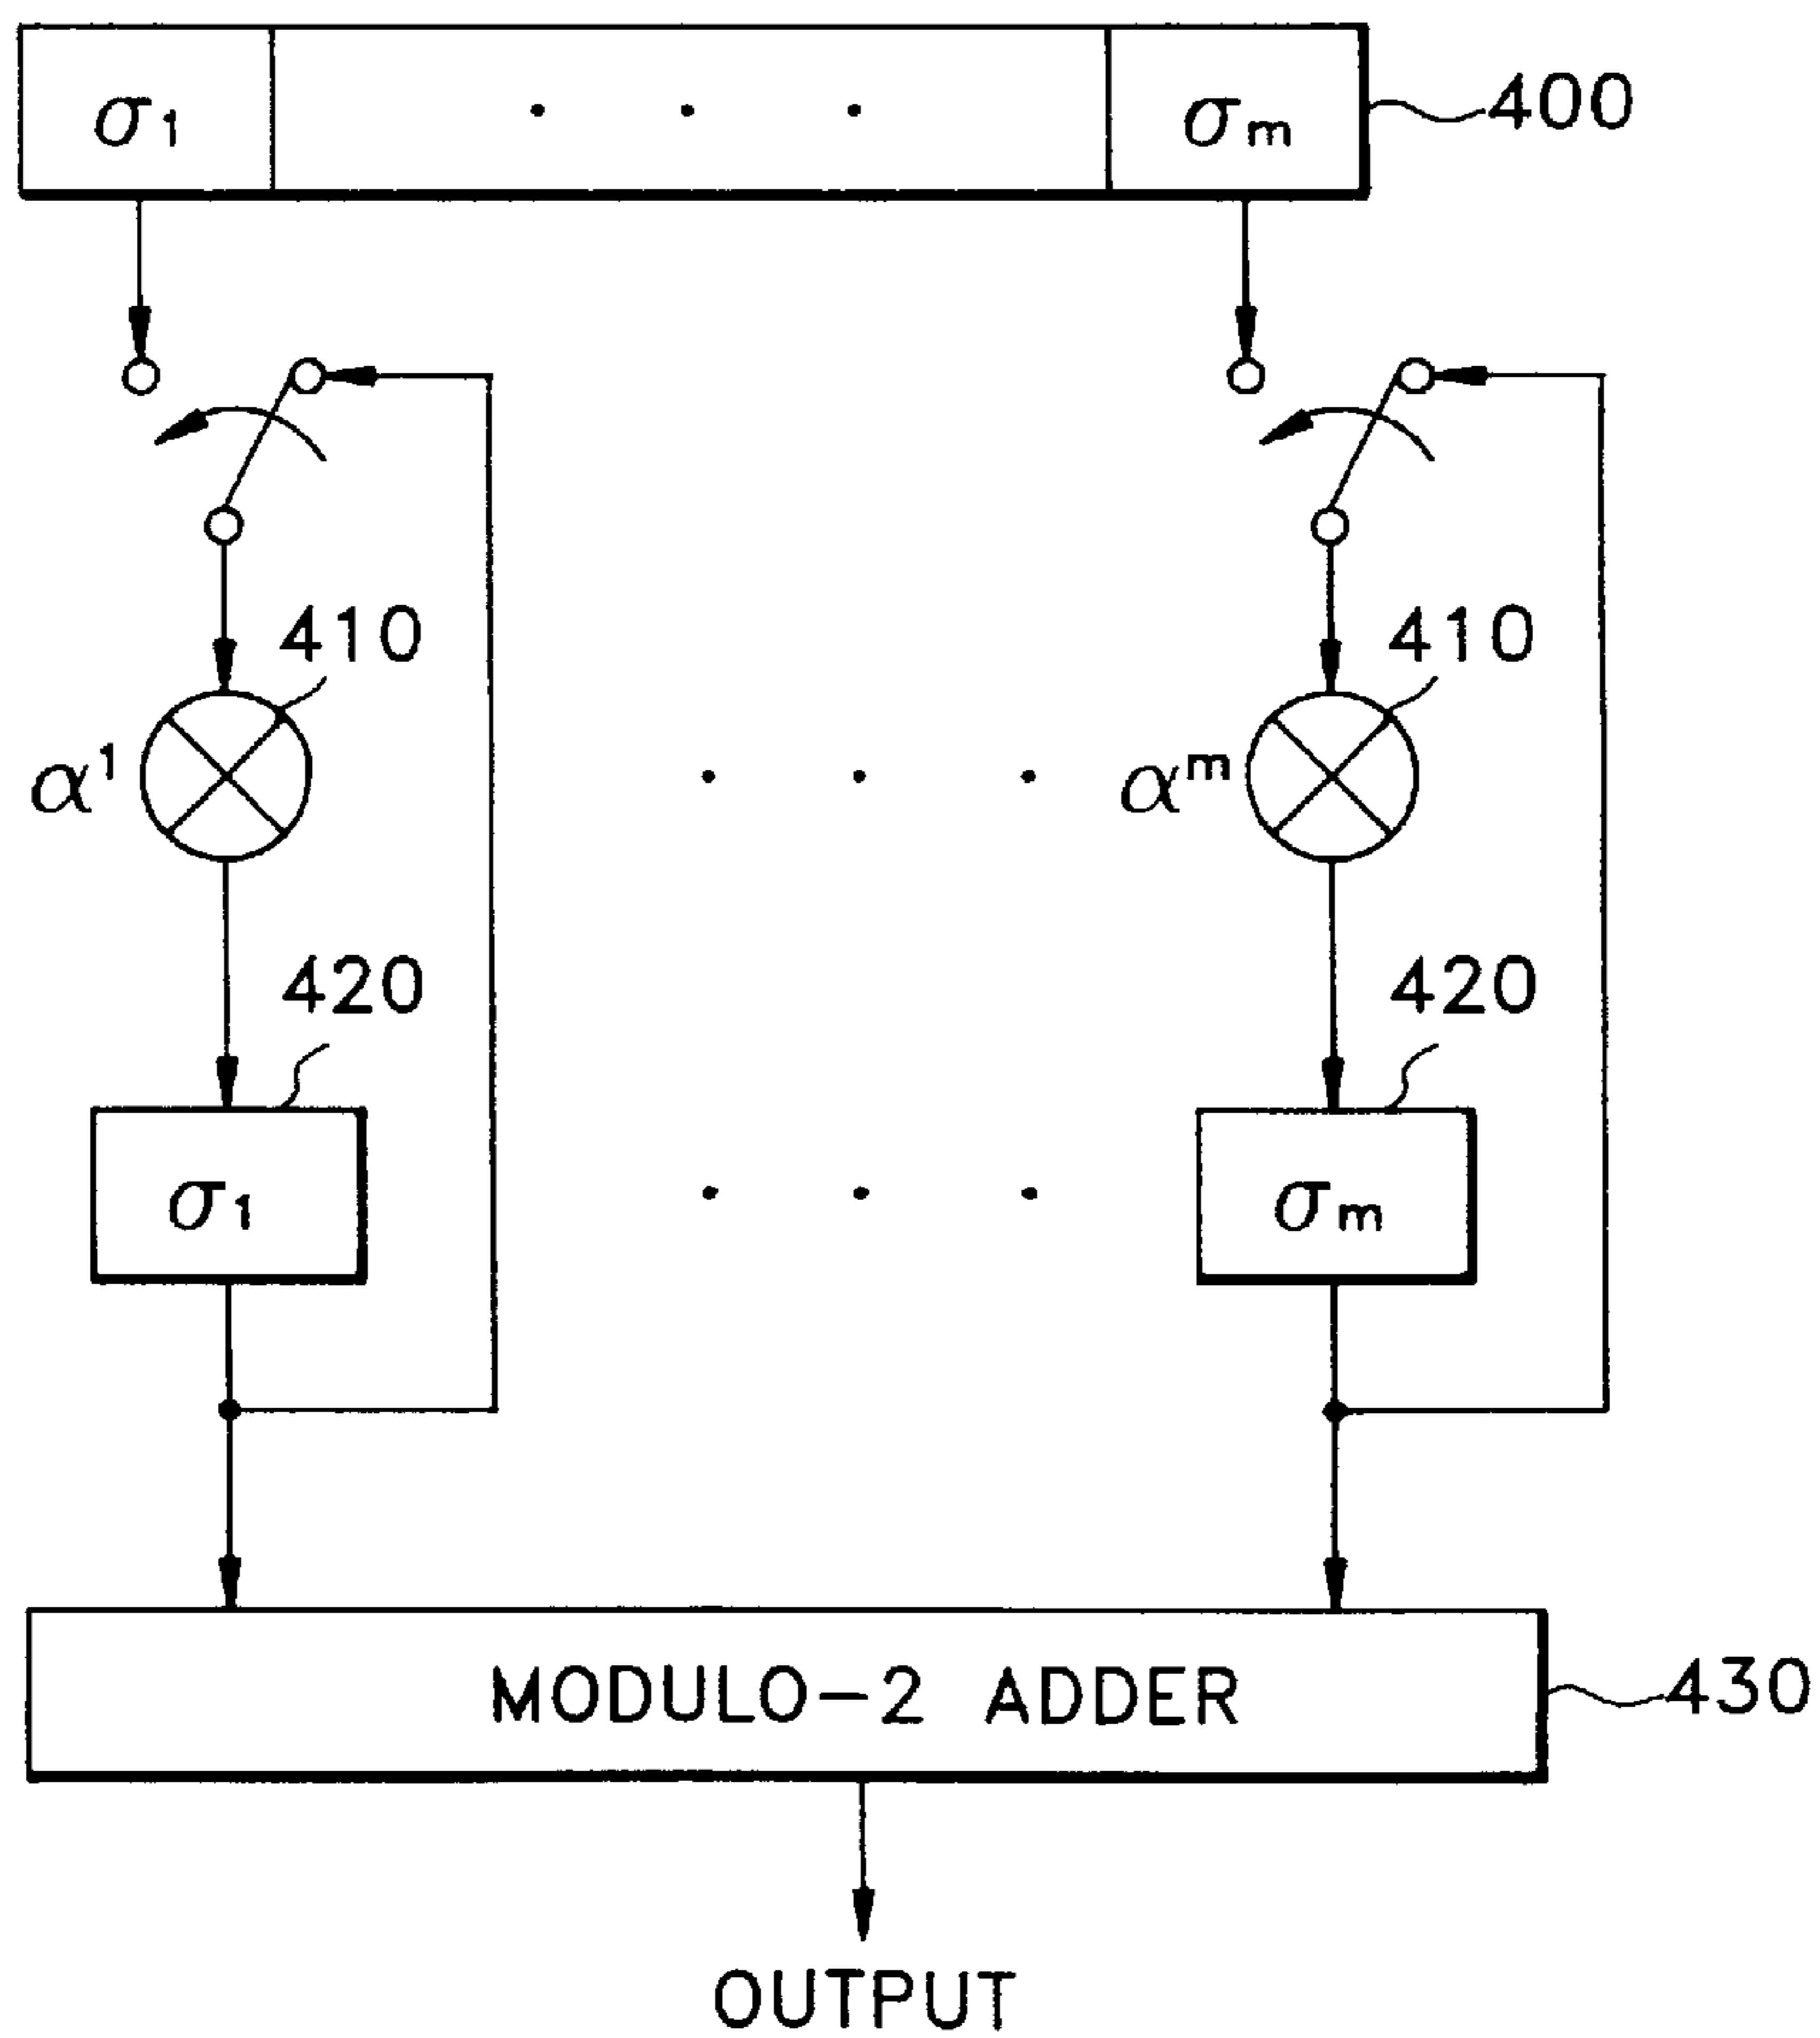 σ1 . . . σm 400
410 410
α¹ . . . αᵐ
420 420
σ1 . . . σm
MODULO-2 ADDER 430
OUTPUT